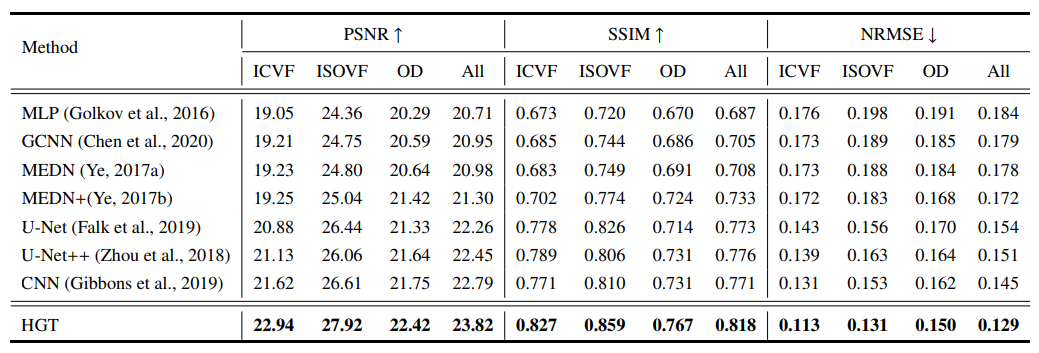 Method PSNR ↑ SSIM ↑ NRMSE ↓
ICVF ISOVF OD All ICVF ISOVF OD All ICVF ISOVF OD All
MLP (Golkov et al., 2016) 19.05 24.36 20.29 20.71 0.673 0.720 0.670 0.687 0.176 0.198 0.191 0.184
GCNN (Chen et al., 2020) 19.21 24.75 20.59 20.95 0.685 0.744 0.686 0.705 0.173 0.189 0.185 0.179
MEDN (Ye, 2017a) 19.23 24.80 20.64 20.98 0.683 0.749 0.691 0.708 0.173 0.188 0.184 0.178
MEDN+(Ye, 2017b) 19.25 25.04 21.42 21.30 0.702 0.774 0.724 0.733 0.172 0.183 0.168 0.172
U-Net (Falk et al., 2019) 20.88 26.44 21.33 22.26 0.778 0.826 0.714 0.773 0.143 0.156 0.170 0.154
U-Net++ (Zhou et al., 2018) 21.13 26.06 21.64 22.45 0.789 0.806 0.731 0.776 0.139 0.163 0.164 0.151
CNN (Gibbons et al., 2019) 21.62 26.61 21.75 22.79 0.771 0.810 0.731 0.771 0.131 0.153 0.162 0.145
HGT 22.94 27.92 22.42 23.82 0.827 0.859 0.767 0.818 0.113 0.131 0.150 0.129